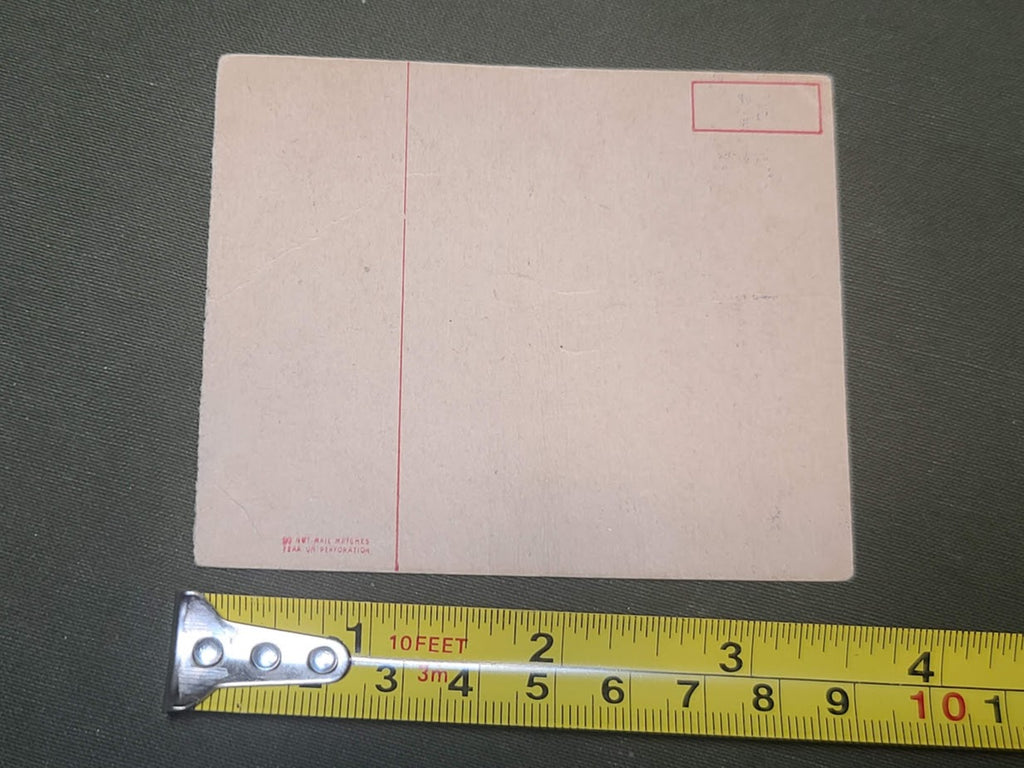 NOT MAIL MATCHES
TEAR ON PERFORATION
1 10FEET 2 3 4
3 3m 4 5 6 7 8 9 10 1